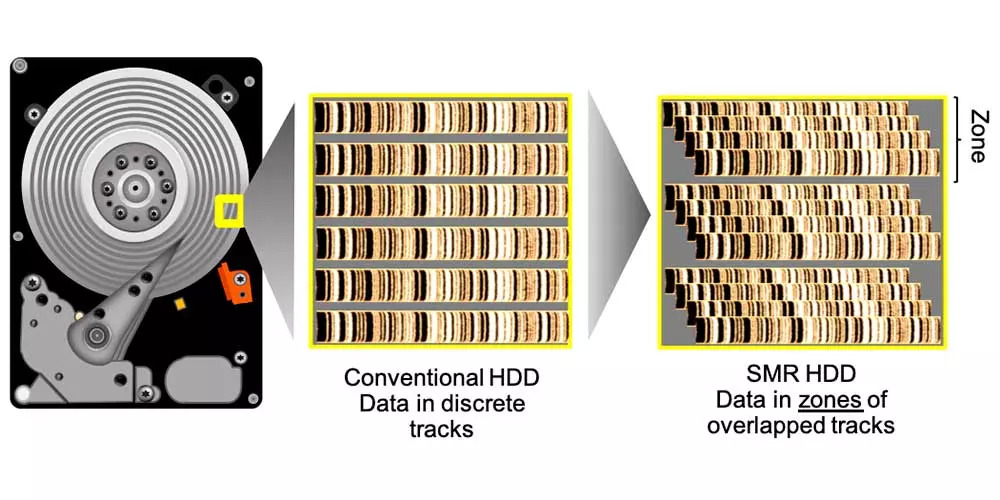 Zone
Conventional HDD
Data in discrete
tracks
SMR HDD
Data in zones of
overlapped tracks